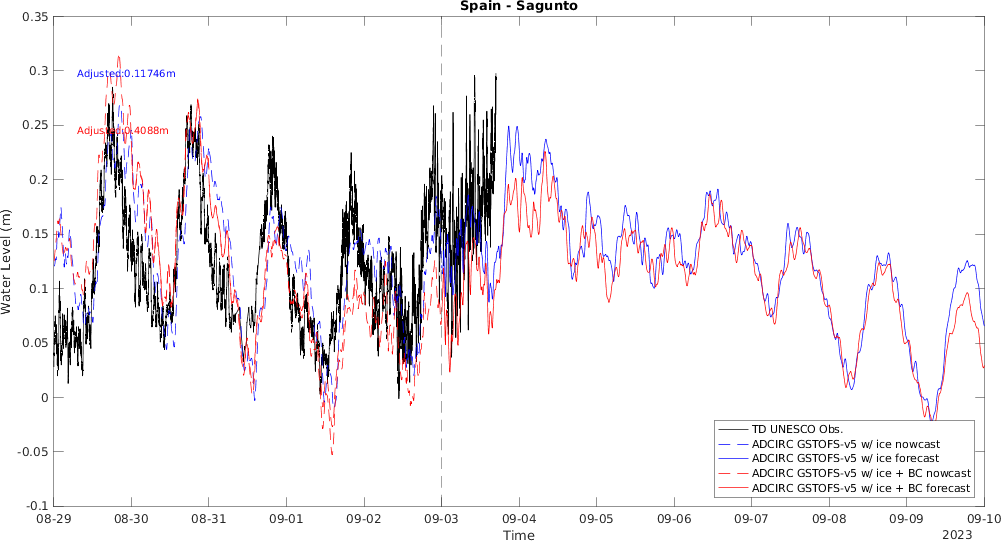 Spain - Sagunto
0.35
0.3
0.25
0.2
0.15
0.1
0.05
0
-0.05
-0.1
Water Level (m)
Adjusted:0.11746m
Adjusted:0.4088m
TD UNESCO Obs.
ADCIRC GSTOFS-v5 w/ ice nowcast
ADCIRC GSTOFS-v5 w/ ice forecast
ADCIRC GSTOFS-v5 w/ ice + BC nowcast
ADCIRC GSTOFS-v5 w/ ice + BC forecast
08-29 08-30 08-31 09-01 09-02 09-03 09-04 09-05 09-06 09-07 09-08 09-09 09-10
Time
2023